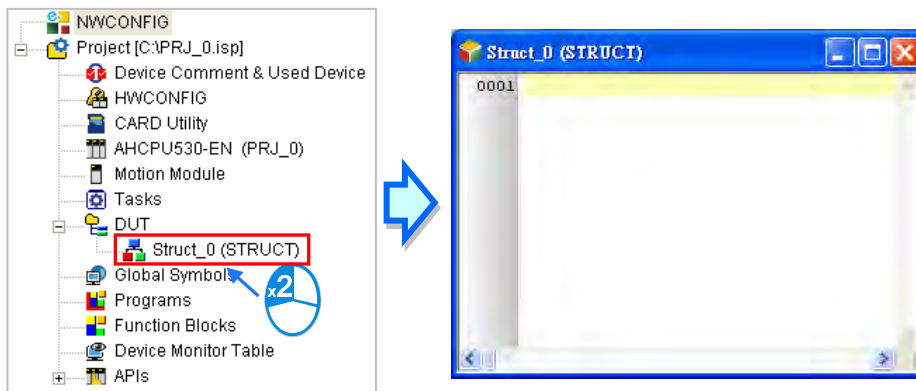 NWCONFIG
Project [C:\PRJ_0.isp]
Device Comment & Used Device
HWCONFIG
CARD Utility
AHCPU530-EN (PRJ_0)
Motion Module
Tasks
DUT
Struct_0 (STRUCT)
Global Symbols
Programs
Function Blocks
Device Monitor Table
APIs
x2
Struct_0 (STRUCT)
0001